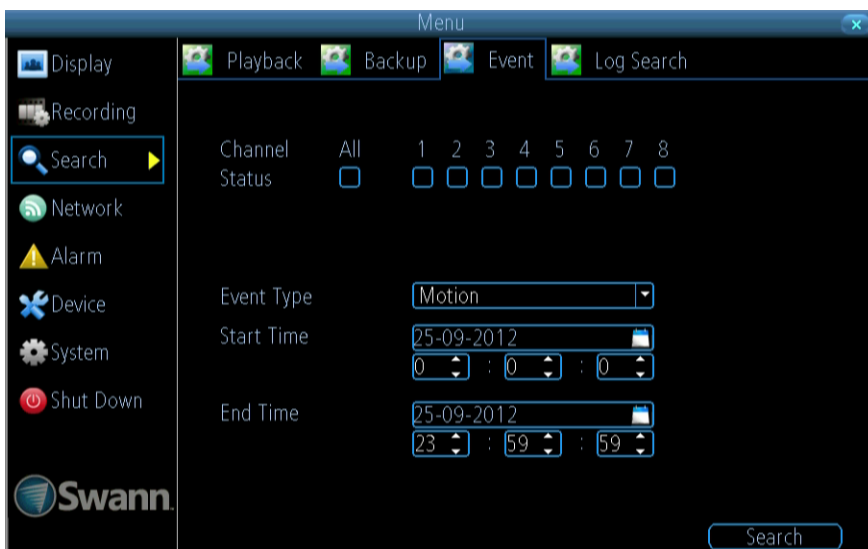 Menu
Display
Recording
Search
Network
Alarm
Device
System
Shut Down
Swann
Playback Backup Event Log Search
Channel All 1 2 3 4 5 6 7 8
Status
Event Type Motion
Start Time 25-09-2012
0 : 0 : 0
End Time 25-09-2012
23 : 59 : 59
Search